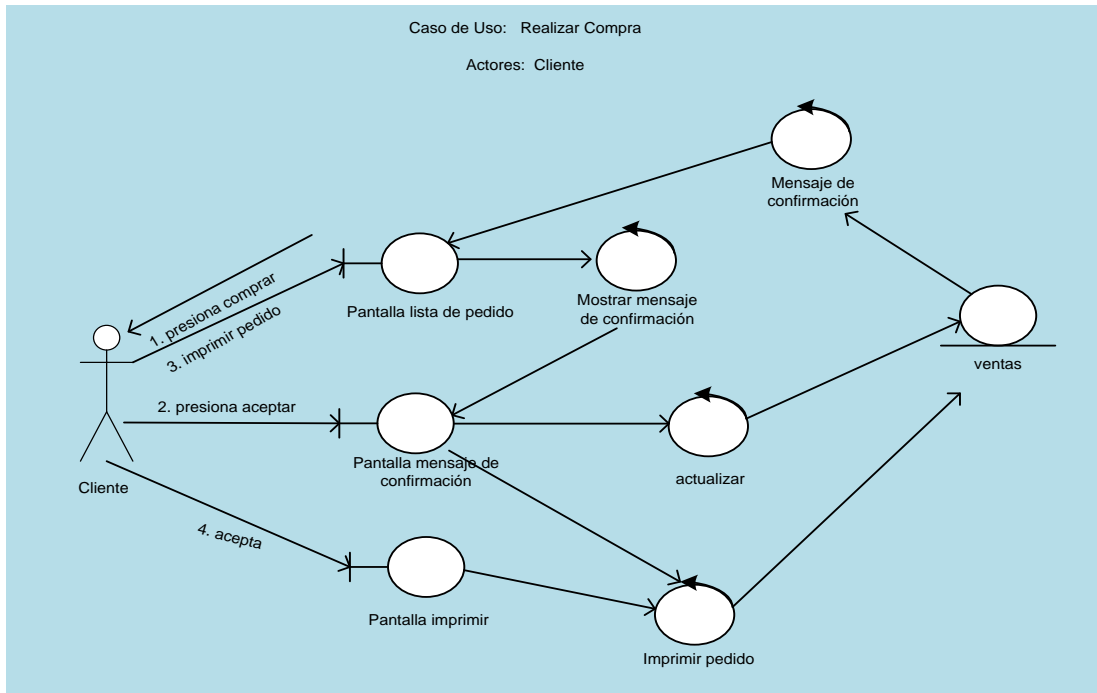 Caso de Uso: Realizar Compra
Actores: Cliente
Mensaje de
confirmación
1. presiona comprar
3. imprimir pedido
Pantalla lista de pedido
Mostrar mensaje
de confirmación
ventas
2. presiona aceptar
Pantalla mensaje de
confirmación
actualizar
Cliente
4. acepta
Pantalla imprimir
Imprimir pedido